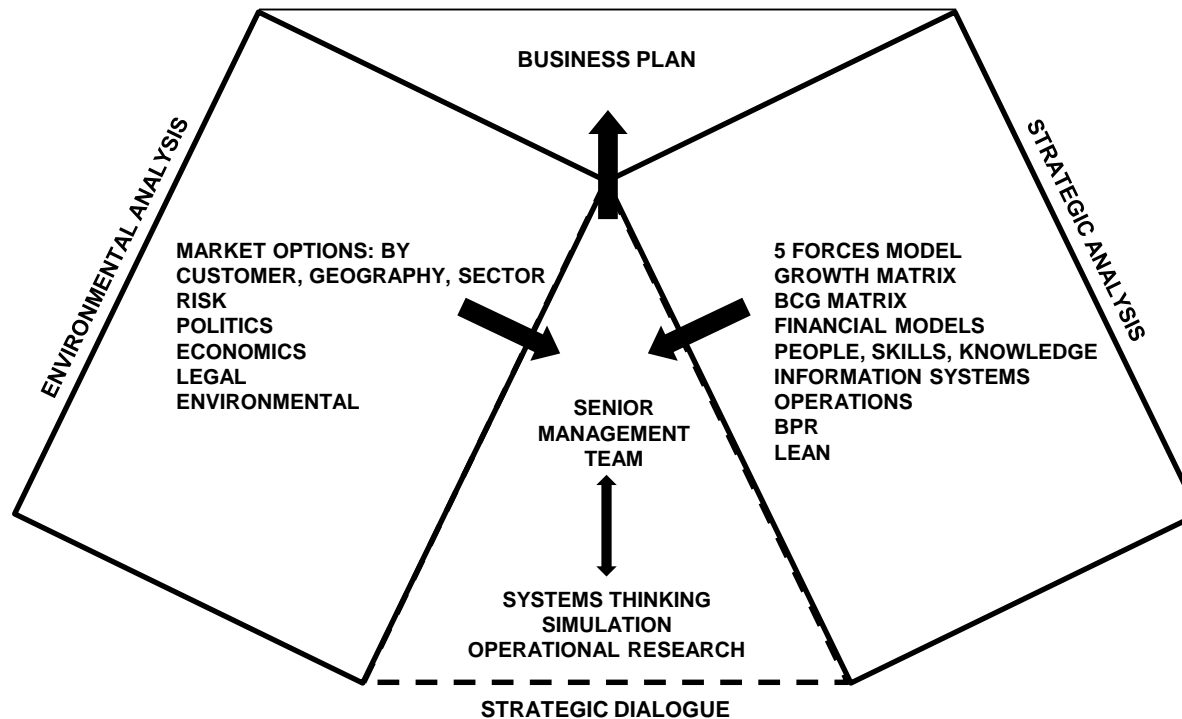 BUSINESS PLAN
ENVIRONMENTAL ANALYSIS
MARKET OPTIONS: BY
CUSTOMER, GEOGRAPHY, SECTOR
RISK
POLITICS
ECONOMICS
LEGAL
ENVIRONMENTAL
5 FORCES MODEL
GROWTH MATRIX
BCG MATRIX
FINANCIAL MODELS
PEOPLE, SKILLS, KNOWLEDGE
INFORMATION SYSTEMS
OPERATIONS
BPR
LEAN
STRATEGIC ANALYSIS
SENIOR
MANAGEMENT
TEAM
SYSTEMS THINKING
SIMULATION
OPERATIONAL RESEARCH
STRATEGIC DIALOGUE